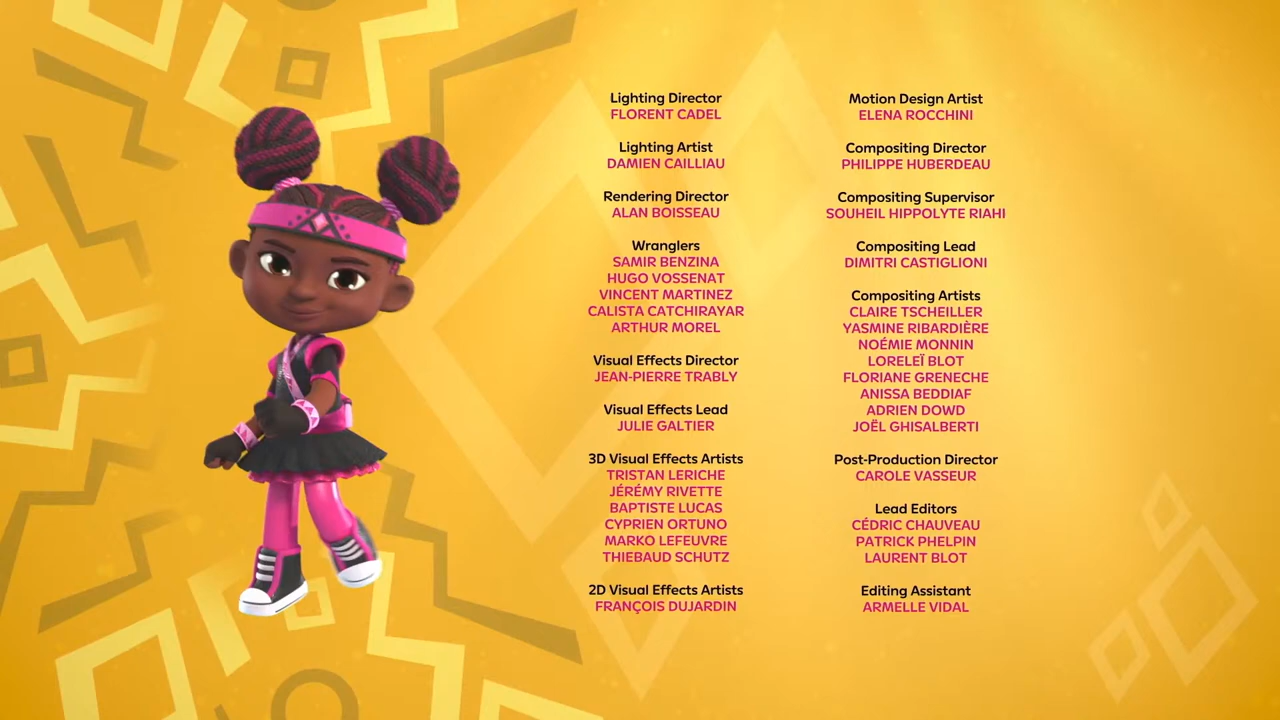 Lighting Director
FLORENT CADEL
Lighting Artist
DAMIEN CAILLIAU
Rendering Director
ALAN BOISSEAU
Wranglers
SAMIR BENZINA
HUGO VOSSENAT
VINCENT MARTINEZ
CALISTA CATCHIRAYAR
ARTHUR MOREL
Visual Effects Director
JEAN-PIERRE TRABLY
Visual Effects Lead
JULIE GALTIER
3D Visual Effects Artists
TRISTAN LERICHE
JÉRÉMY RIVETTE
BAPTISTE LUCAS
CYPRIEN ORTUNO
MARKO LEFEUVRE
THIEBAUD SCHUTZ
2D Visual Effects Artists
FRANÇOIS DUJARDIN
Motion Design Artist
ELENA ROCCHINI
Compositing Director
PHILIPPE HUBERDEAU
Compositing Supervisor
SOUHEIL HIPPOLYTE RIAHI
Compositing Lead
DIMITRI CASTIGLIONI
Compositing Artists
CLAIRE TSCHEILLER
YASMINE RIBARDIÈRE
NOÉMIE MONNIN
LORELEÏ BLOT
FLORIANE GRENECHE
ANISSA BEDDIAF
ADRIEN DOWD
JOËL GHISALBERTI
Post-Production Director
CAROLE VASSEUR
Lead Editors
CÉDRIC CHAUVEAU
PATRICK PHELPIN
LAURENT BLOT
Editing Assistant
ARMELLE VIDAL